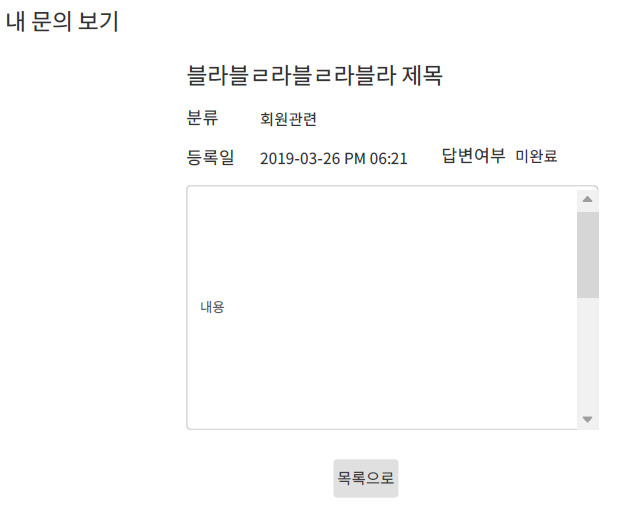 내 문의 보기
블라블ㄹ라블ㄹ라블라 제목
분류 회원관련
등록일 2019-03-26 PM 06:21 답변여부 미완료
내용
목록으로